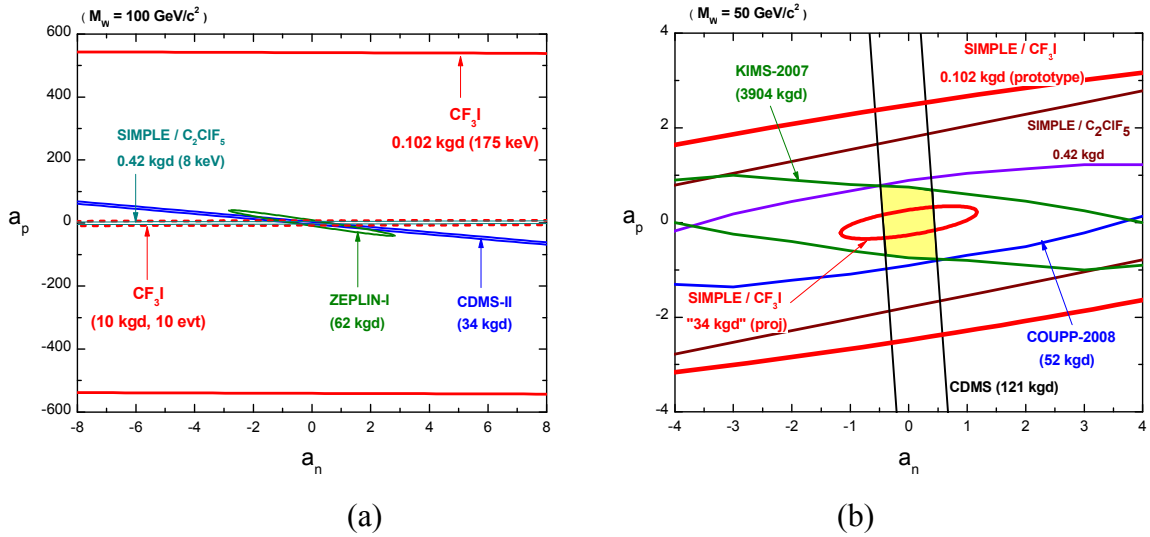 ( M_W = 100 GeV/c² )
600
400
200
0
-200
-400
-600
a_p
CF₃I
0.102 kgd (175 keV)
SIMPLE / C₂ClF₅
0.42 kgd (8 keV)
CF₃I
(10 kgd, 10 evt)
ZEPLIN-I
(62 kgd)
CDMS-II
(34 kgd)
-8 -6 -4 -2 0 2 4 6 8
a_n
(a)
( M_W = 50 GeV/c² )
4
2
0
-2
-4
a_p
SIMPLE / CF₃I
0.102 kgd (prototype)
KIMS-2007
(3904 kgd)
SIMPLE / C₂ClF₅
0.42 kgd
SIMPLE / CF₃I
"34 kgd" (proj)
COUPP-2008
(52 kgd)
CDMS (121 kgd)
-4 -3 -2 -1 0 1 2 3 4
a_n
(b)